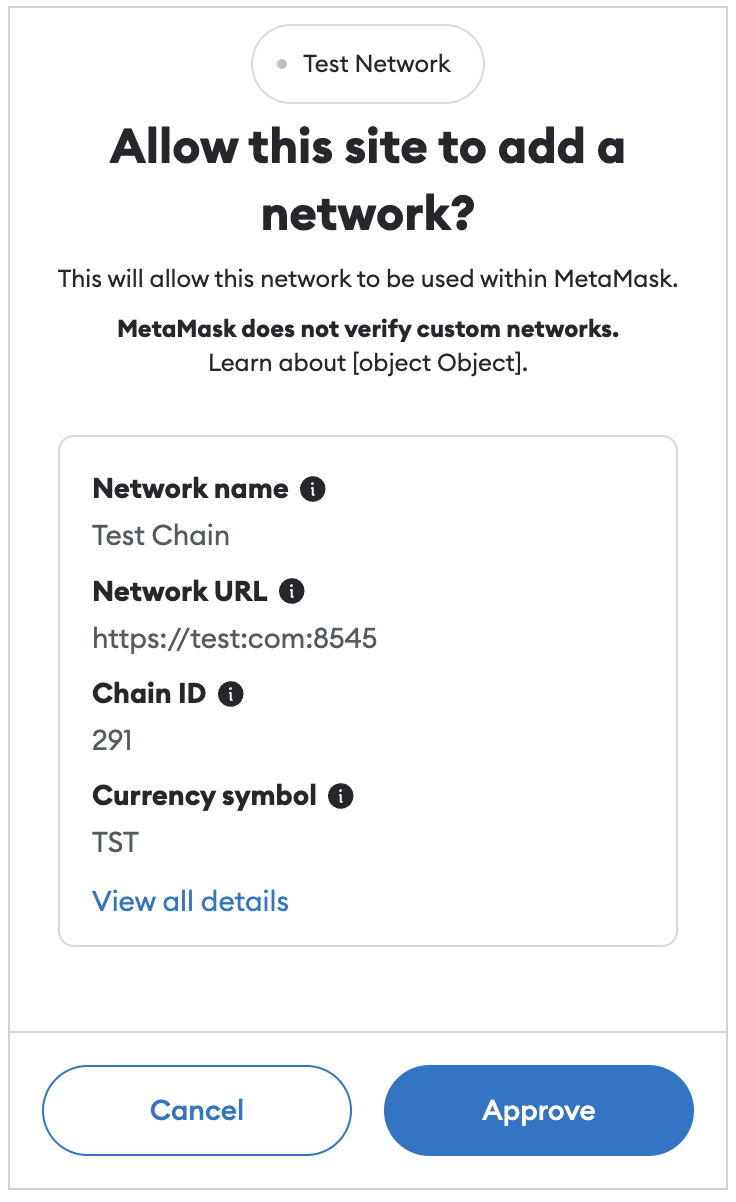 Test Network
Allow this site to add a
network?
This will allow this network to be used within MetaMask.
MetaMask does not verify custom networks.
Learn about [object Object].
Network name
Test Chain
Network URL
https://test:com:8545
Chain ID
291
Currency symbol
TST
View all details
Cancel
Approve